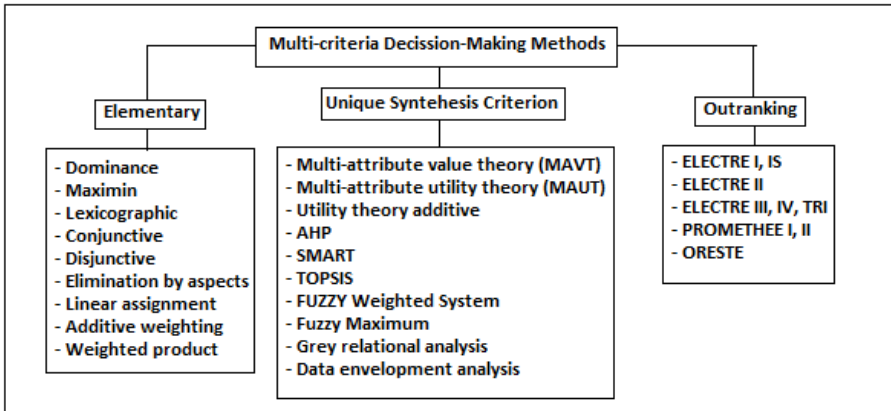 Multi-criteria Decission-Making Methods
Elementary
- Dominance
- Maximin
- Lexicographic
- Conjunctive
- Disjunctive
- Elimination by aspects
- Linear assignment
- Additive weighting
- Weighted product
Unique Syntehesis Criterion
- Multi-attribute value theory (MAVT)
- Multi-attribute utility theory (MAUT)
- Utility theory additive
- AHP
- SMART
- TOPSIS
- FUZZY Weighted System
- Fuzzy Maximum
- Grey relational analysis
- Data envelopment analysis
Outranking
- ELECTRE I, IS
- ELECTRE II
- ELECTRE III, IV, TRI
- PROMETHEE I, II
- ORESTE